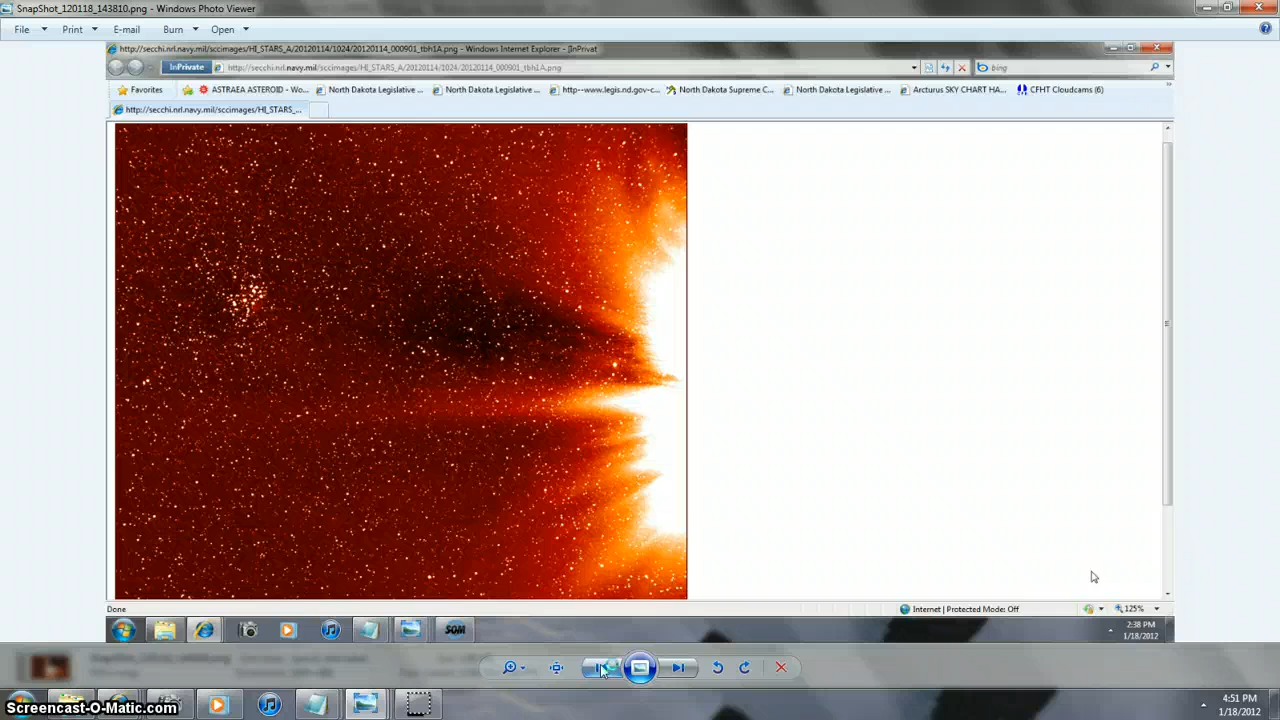 SnapShot_120118_143810.png - Windows Photo Viewer
File Print E-mail Burn Open
http://secchi.nrl.navy.mil/sccimages/HI_STARS_A/20120114/1024/20120114_000901_tbh1A.png - Windows Internet Explorer - [InPrivat
InPrivate http://secchi.nrl.navy.mil/sccimages/HI_STARS_A/20120114/1024/20120114_000901_tbh1A.png bing
Favorites ASTRAEA ASTEROID - Wo... North Dakota Legislative ... North Dakota Legislative ... http--www.legis.nd.gov-c... North Dakota Supreme C... North Dakota Legislative ... Arcturus SKY CHART HA... CFHT Cloudcams (6)
http://secchi.nrl.navy.mil/sccimages/HI_STARS_...
Done Internet | Protected Mode: Off 125%
SOM 2:38 PM
1/18/2012
4:51 PM
Screencast-O-Matic.com 1/18/2012